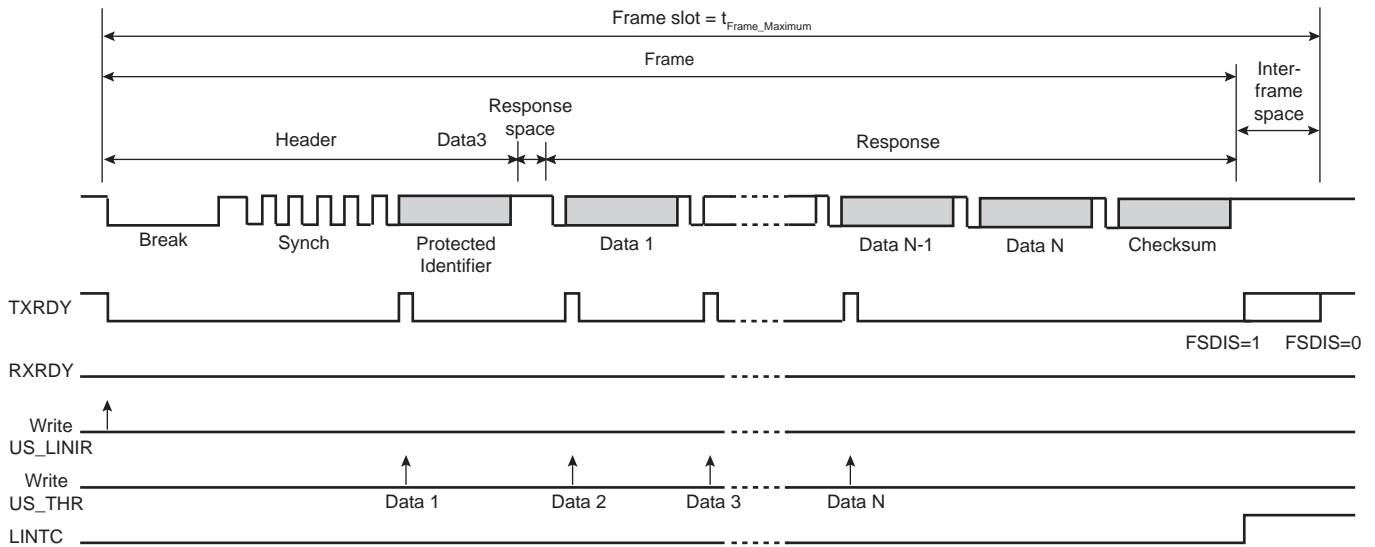 Frame slot = tFrame_Maximum
Frame
Inter-
frame
space
Response
space
Header
Data3
Response
Break
Synch
Protected
Identifier
Data 1
Data N-1
Data N
Checksum
TXRDY
FSDIS=1
FSDIS=0
RXRDY
Write
US_LINIR
Write
US_THR
Data 1
Data 2
Data 3
Data N
LINTC